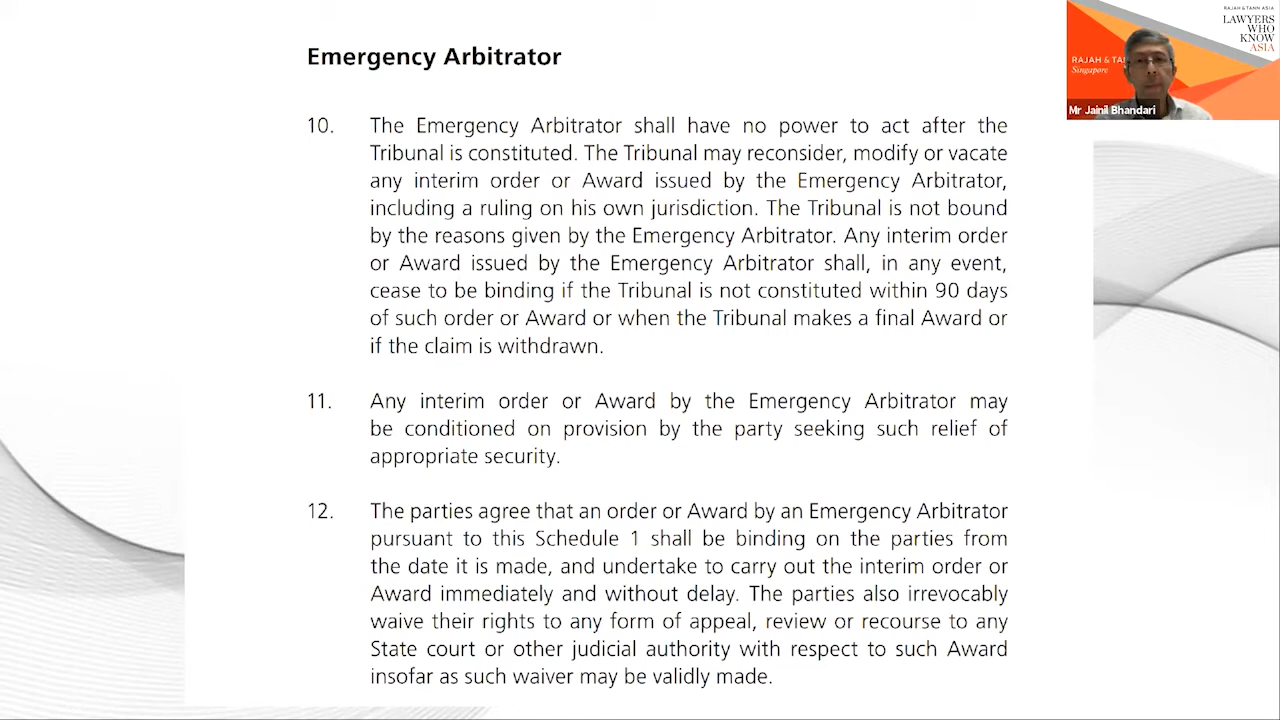 Emergency Arbitrator
10. The Emergency Arbitrator shall have no power to act after the
Tribunal is constituted. The Tribunal may reconsider, modify or vacate
any interim order or Award issued by the Emergency Arbitrator,
including a ruling on his own jurisdiction. The Tribunal is not bound
by the reasons given by the Emergency Arbitrator. Any interim order
or Award issued by the Emergency Arbitrator shall, in any event,
cease to be binding if the Tribunal is not constituted within 90 days
of such order or Award or when the Tribunal makes a final Award or
if the claim is withdrawn.
11. Any interim order or Award by the Emergency Arbitrator may
be conditioned on provision by the party seeking such relief of
appropriate security.
12. The parties agree that an order or Award by an Emergency Arbitrator
pursuant to this Schedule 1 shall be binding on the parties from
the date it is made, and undertake to carry out the interim order or
Award immediately and without delay. The parties also irrevocably
waive their rights to any form of appeal, review or recourse to any
State court or other judicial authority with respect to such Award
insofar as such waiver may be validly made.
RAJAH & TANN ASIA
LAWYERS
WHO
KNOW
ASIA
RAJAH & TA
Singapore
Mr Jainil Bhandari